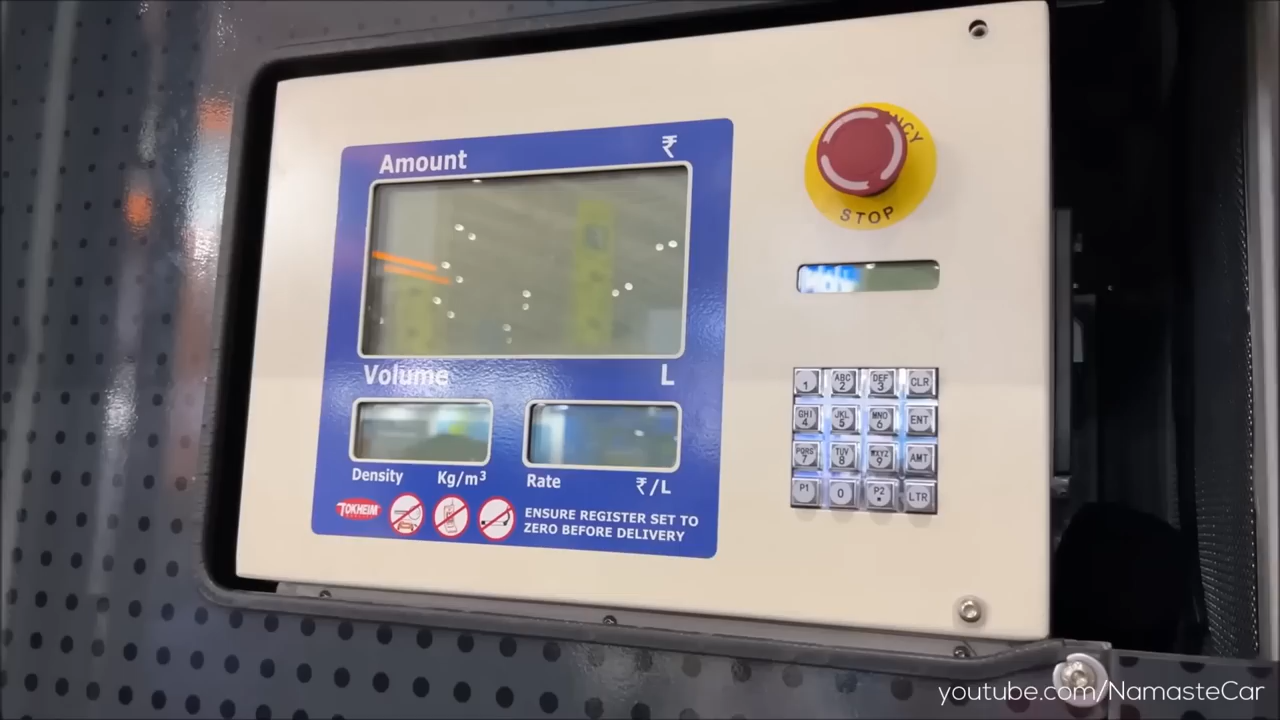 Amount ₹
Volume L
Density Kg/m³
Rate ₹/L
TOKHEIM
ENSURE REGISTER SET TO
ZERO BEFORE DELIVERY
STOP
1
ABC 2
DEF 3
CLR
GHI 4
JKL 5
MNO 6
ENT
PQRS 7
TUV 8
WXYZ 9
AMT
P1
0
P2
LTR
youtube.com/NamasteCar